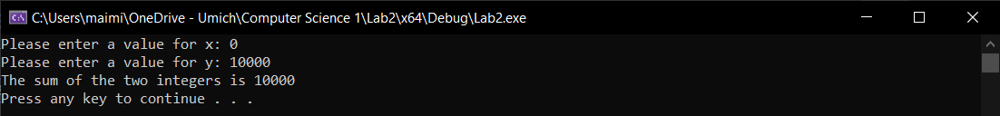 C:\Users\maimi\OneDrive - Umich\Computer Science 1\Lab2\x64\Debug\Lab2.exe
Please enter a value for x: 0
Please enter a value for y: 10000
The sum of the two integers is 10000
Press any key to continue . . .